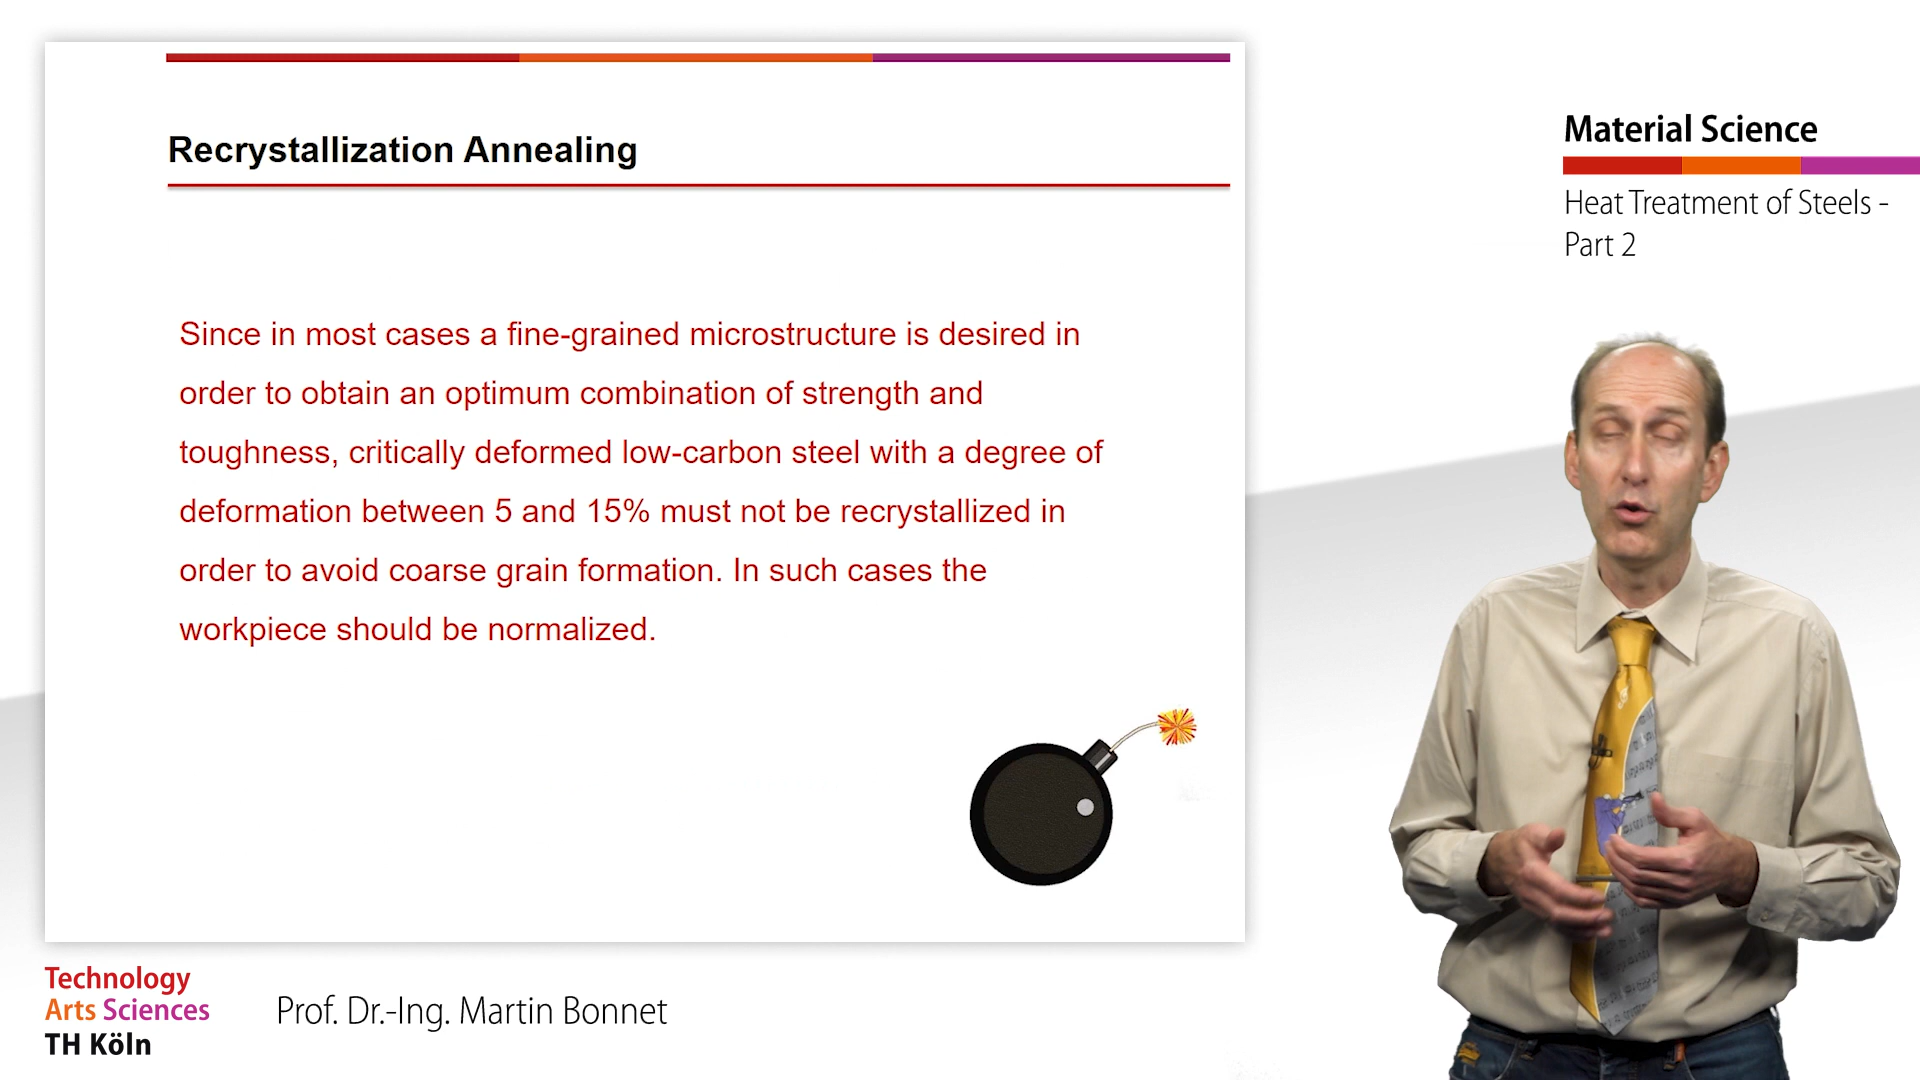 Recrystallization Annealing
Since in most cases a fine-grained microstructure is desired in
order to obtain an optimum combination of strength and
toughness, critically deformed low-carbon steel with a degree of
deformation between 5 and 15% must not be recrystallized in
order to avoid coarse grain formation. In such cases the
workpiece should be normalized.
Material Science
Heat Treatment of Steels -
Part 2
Technology
Arts Sciences
TH Köln
Prof. Dr.-Ing. Martin Bonnet